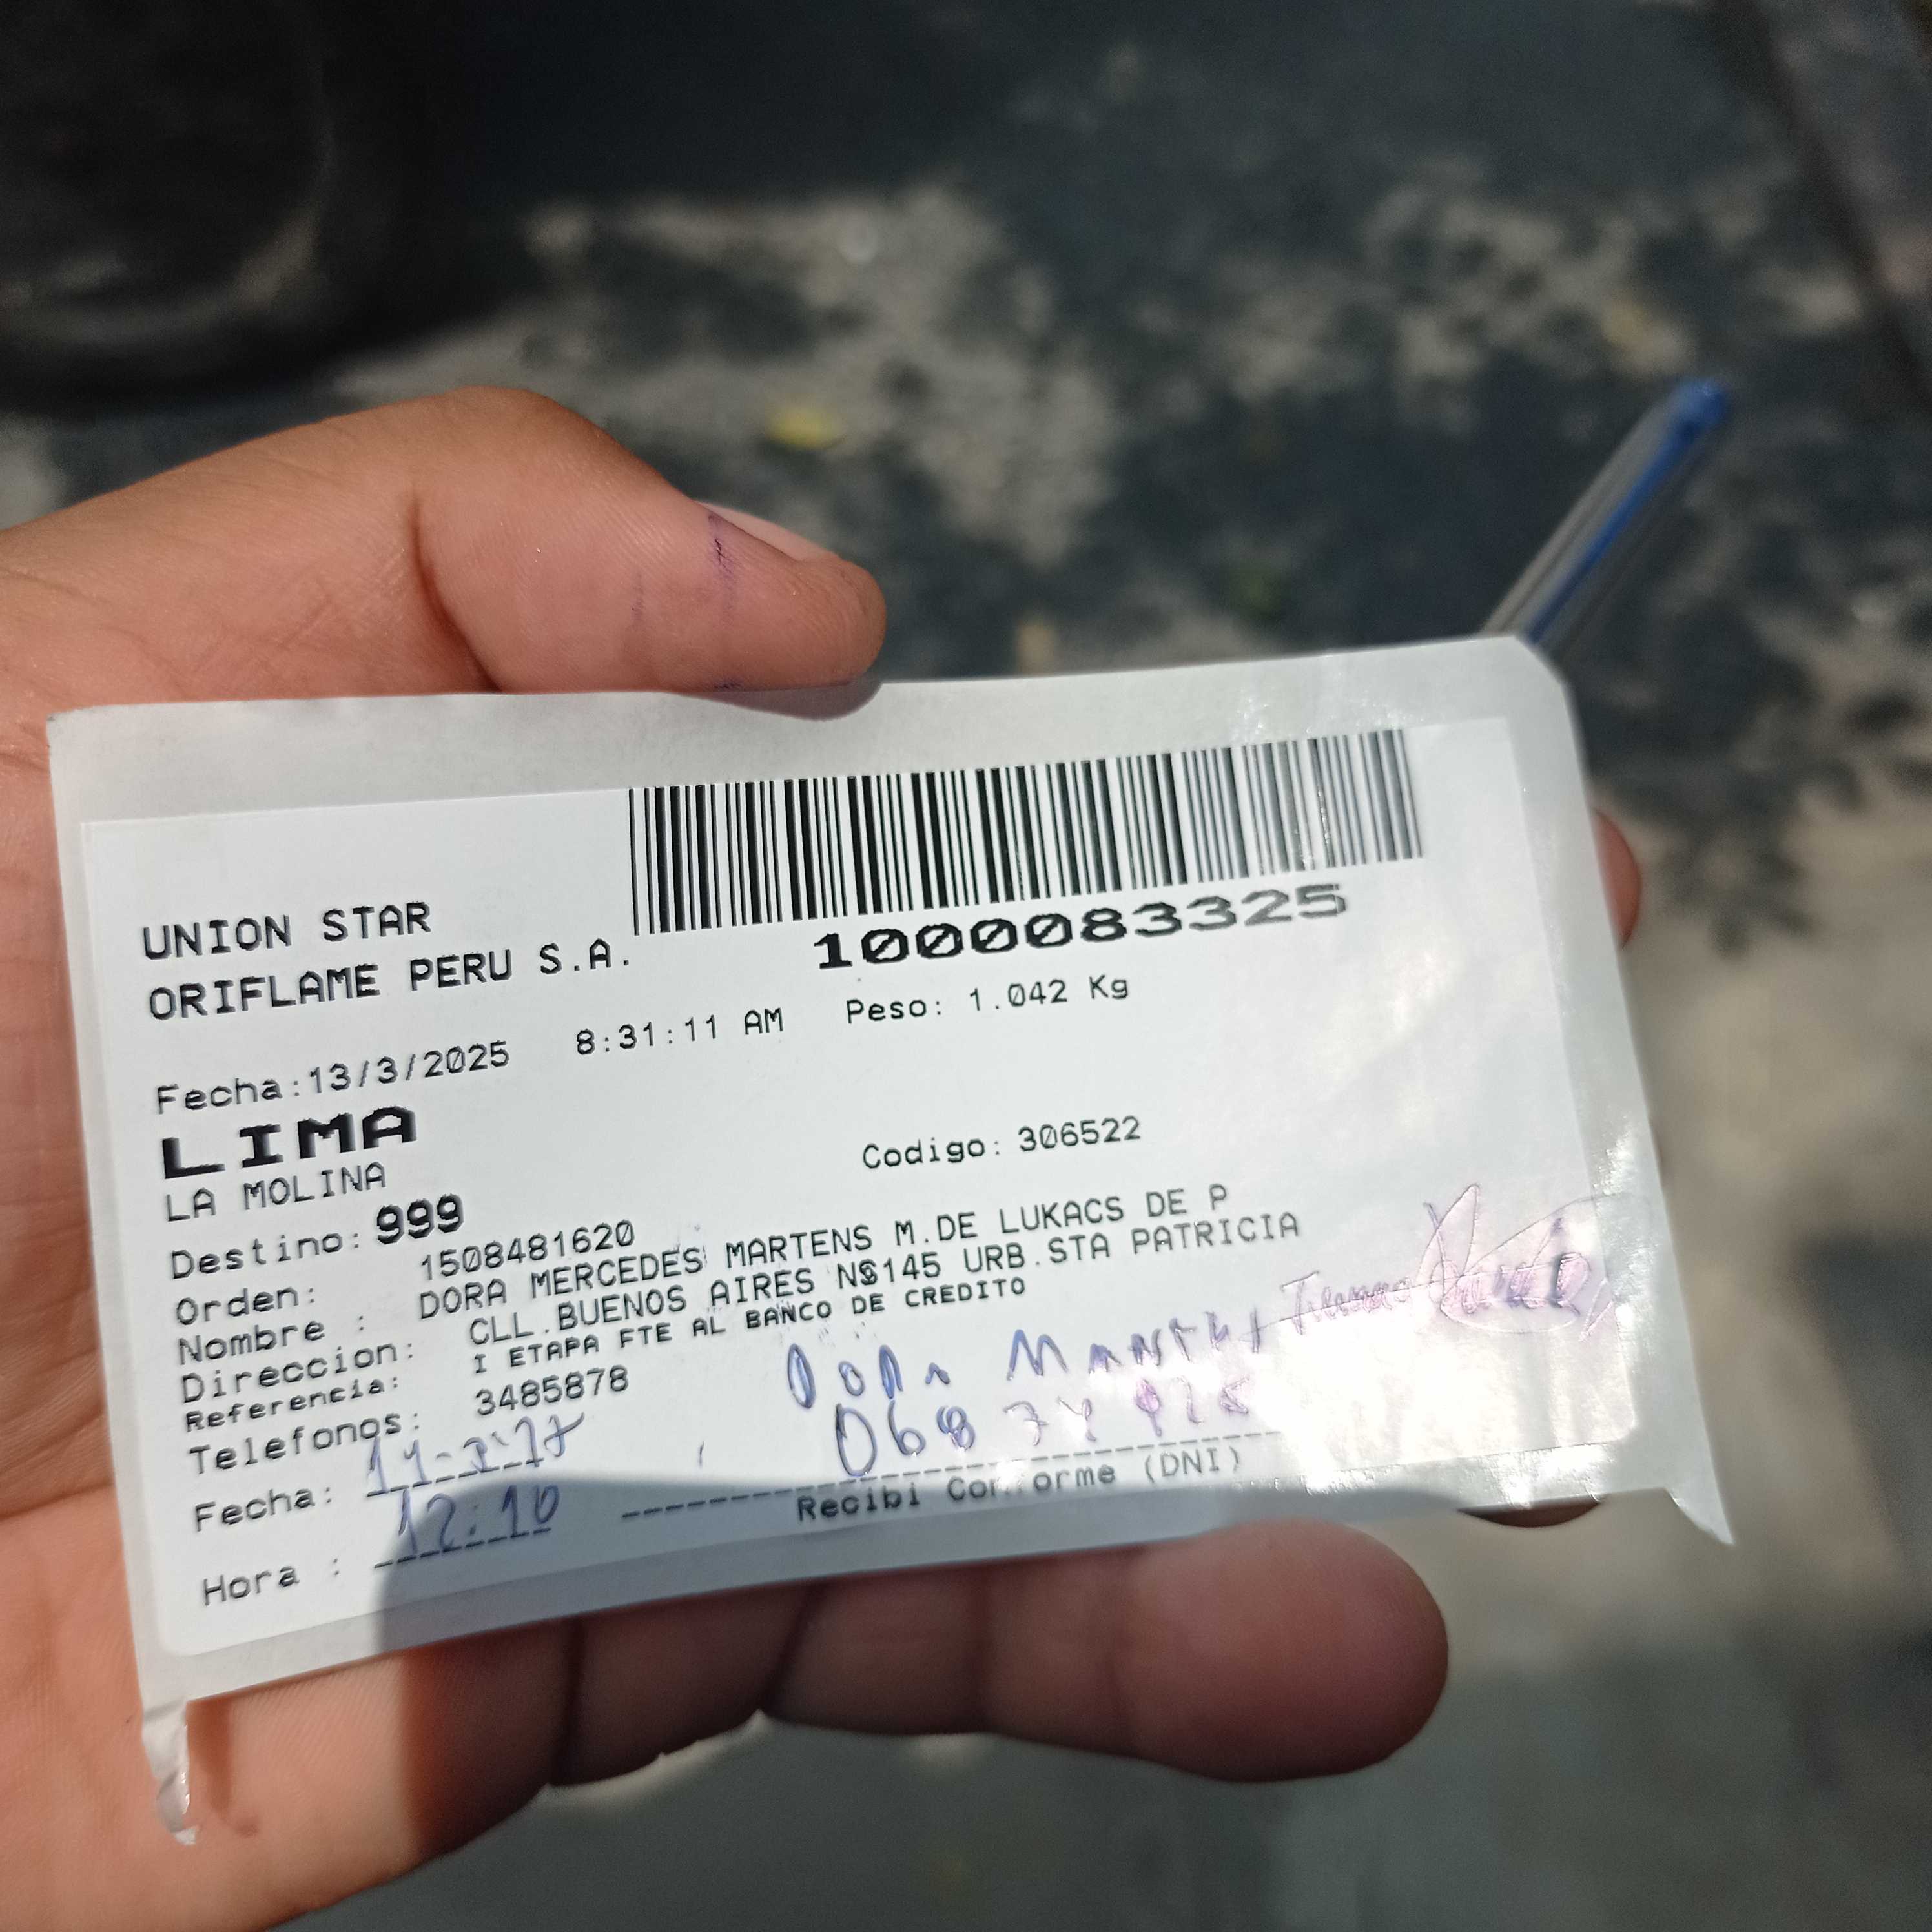 UNION STAR
ORIFLAME PERU S.A.
1000083325
Fecha:13/3/2025 8:31:11 AM Peso: 1.042 Kg
LIMA
LA MOLINA Codigo: 306522
Destino: 999
Orden: 1508481620
Nombre : DORA MERCEDES MARTENS M.DE LUKACS DE P
Direccion: CLL.BUENOS AIRES N§145 URB.STA PATRICIA
Referencia: I ETAPA FTE AL BANCO DE CREDITO
Telefonos: 3485878
Dora
Fecha:
Hora : 12:10
Recibi Conforme (DNI)